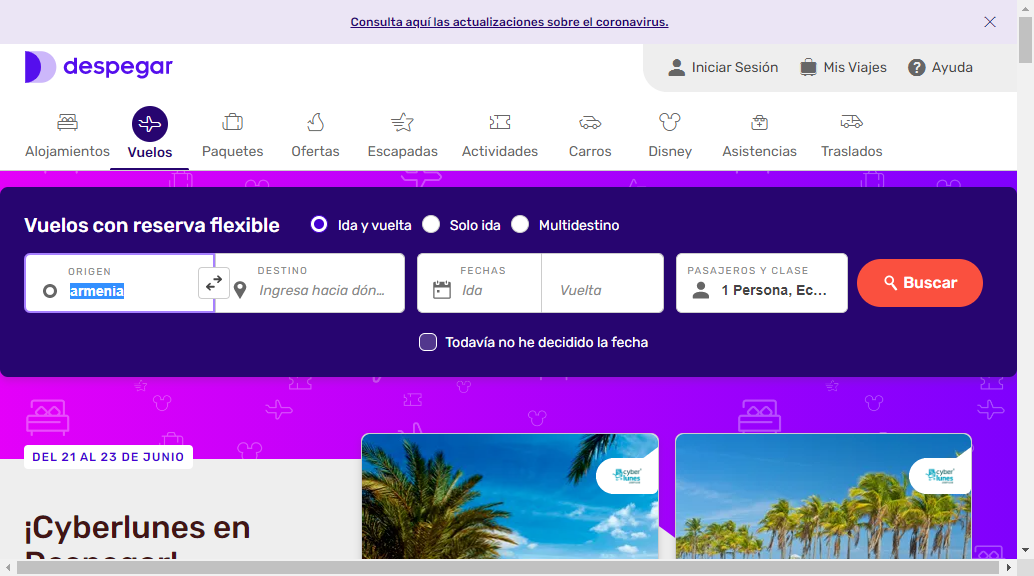 Consulta aquí las actualizaciones sobre el coronavirus.
despegar
Iniciar Sesión
Mis Viajes
Ayuda
Alojamientos
Vuelos
Paquetes
Ofertas
Escapadas
Actividades
Carros
Disney
Asistencias
Traslados
Vuelos con reserva flexible
Ida y vuelta
Solo ida
Multidestino
ORIGEN
armenia
DESTINO
Ingresa hacia dón...
FECHAS
Ida
Vuelta
PASAJEROS Y CLASE
1 Persona, Ec...
Buscar
Todavía no he decidido la fecha
DEL 21 AL 23 DE JUNIO
¡Cyberlunes en
Despegar!
cyber
lunes
cyber
lunes